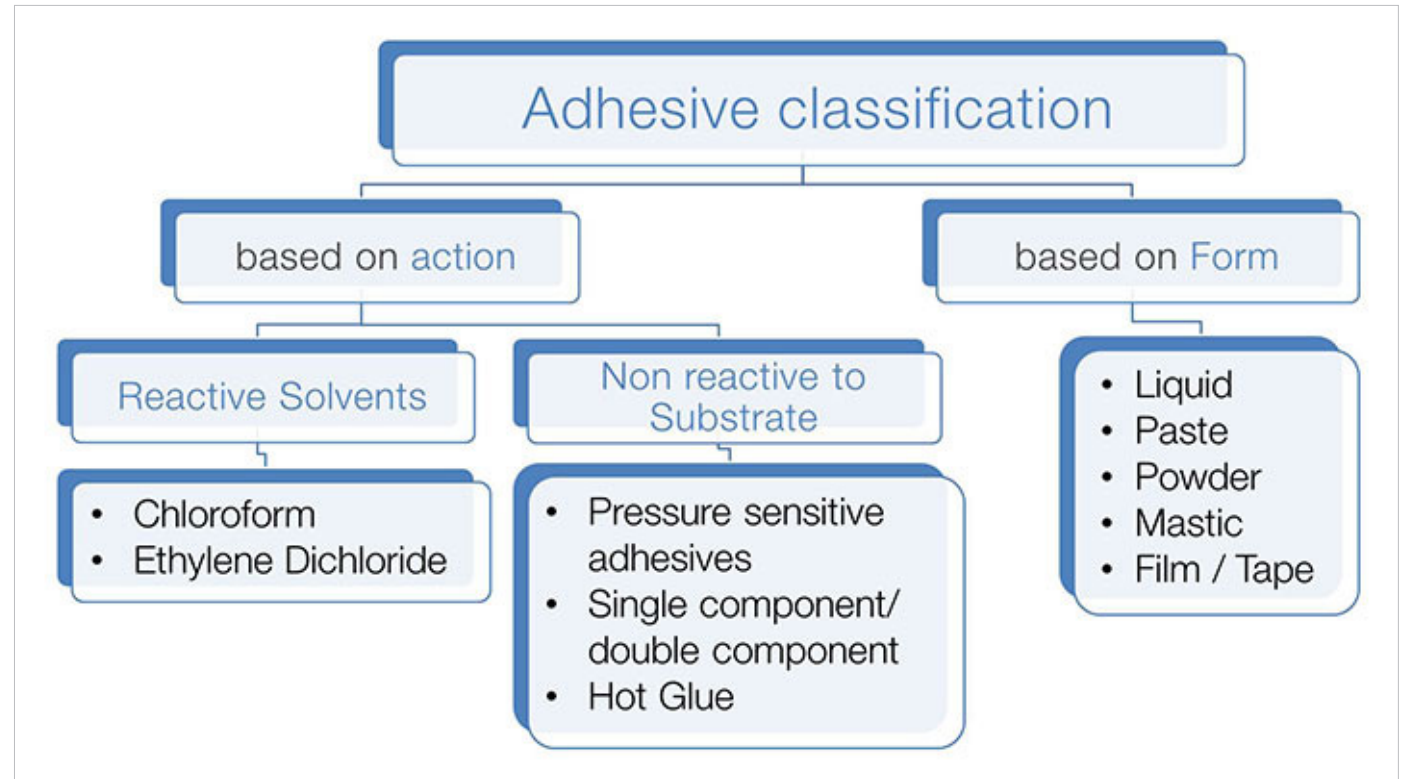 Adhesive classification
based on action
based on Form
Reactive Solvents
Non reactive to
Substrate
• Chloroform
• Ethylene Dichloride
• Pressure sensitive
adhesives
• Single component/
double component
• Hot Glue
• Liquid
• Paste
• Powder
• Mastic
• Film / Tape